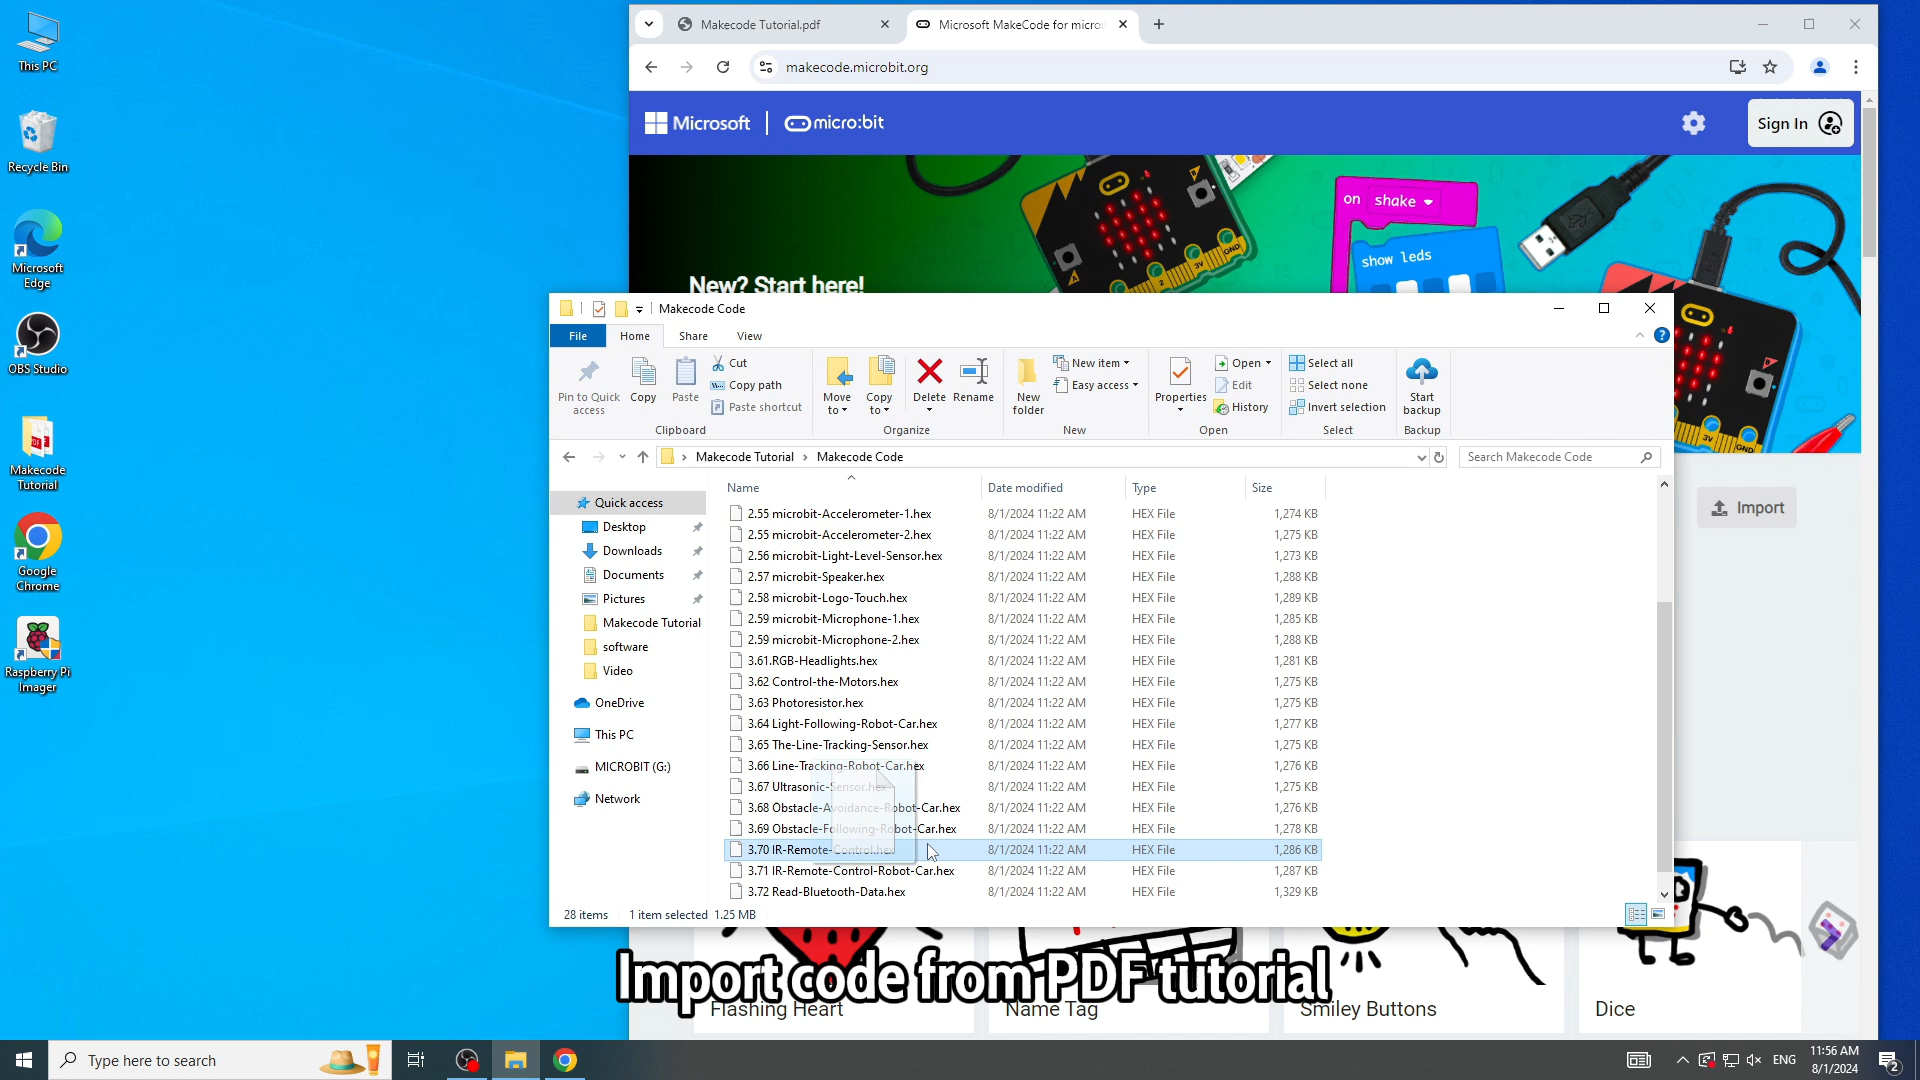 This PC
Recycle Bin
Microsoft
Edge
OBS Studio
Makecode
Tutorial
Google
Chrome
Raspberry Pi
Imager
Makecode Tutorial.pdf
Microsoft MakeCode for micro:
makecode.microbit.org
Microsoft
micro:bit
Sign In
on shake
show leds
GND
3V
New? Start here!
Makecode Code
File
Home
Share
View
Pin to Quick
access
Copy
Paste
Cut
Copy path
Paste shortcut
Clipboard
Move
to
Copy
to
Delete
Rename
Organize
New
folder
New item
Easy access
New
Properties
Open
Edit
History
Open
Select all
Select none
Invert selection
Select
Start
backup
Backup
Makecode Tutorial
Makecode Code
Search Makecode Code
Import
Quick access
Desktop
Downloads
Documents
Pictures
Makecode Tutorial
software
Video
OneDrive
This PC
MICROBIT (G:)
Network
Name Date modified Type Size
2.55 microbit-Accelerometer-1.hex 8/1/2024 11:22 AM HEX File 1,274 KB
2.55 microbit-Accelerometer-2.hex 8/1/2024 11:22 AM HEX File 1,275 KB
2.56 microbit-Light-Level-Sensor.hex 8/1/2024 11:22 AM HEX File 1,273 KB
2.57 microbit-Speaker.hex 8/1/2024 11:22 AM HEX File 1,288 KB
2.58 microbit-Logo-Touch.hex 8/1/2024 11:22 AM HEX File 1,289 KB
2.59 microbit-Microphone-1.hex 8/1/2024 11:22 AM HEX File 1,285 KB
2.59 microbit-Microphone-2.hex 8/1/2024 11:22 AM HEX File 1,288 KB
3.61.RGB-Headlights.hex 8/1/2024 11:22 AM HEX File 1,281 KB
3.62 Control-the-Motors.hex 8/1/2024 11:22 AM HEX File 1,275 KB
3.63 Photoresistor.hex 8/1/2024 11:22 AM HEX File 1,275 KB
3.64 Light-Following-Robot-Car.hex 8/1/2024 11:22 AM HEX File 1,277 KB
3.65 The-Line-Tracking-Sensor.hex 8/1/2024 11:22 AM HEX File 1,275 KB
3.66 Line-Tracking-Robot-Car.hex 8/1/2024 11:22 AM HEX File 1,276 KB
3.67 Ultrasonic-Sensor.hex 8/1/2024 11:22 AM HEX File 1,275 KB
3.68 Obstacle-Avoidance-Robot-Car.hex 8/1/2024 11:22 AM HEX File 1,276 KB
3.69 Obstacle-Following-Robot-Car.hex 8/1/2024 11:22 AM HEX File 1,278 KB
3.70 IR-Remote-Control.hex 8/1/2024 11:22 AM HEX File 1,286 KB
3.71 IR-Remote-Control-Robot-Car.hex 8/1/2024 11:22 AM HEX File 1,287 KB
3.72 Read-Bluetooth-Data.hex 8/1/2024 11:22 AM HEX File 1,329 KB
28 items 1 item selected 1.25 MB
Import code from PDF tutorial
Flashing Heart
Name Tag
Smiley Buttons
Dice
Type here to search
ENG
11:56 AM
8/1/2024
2